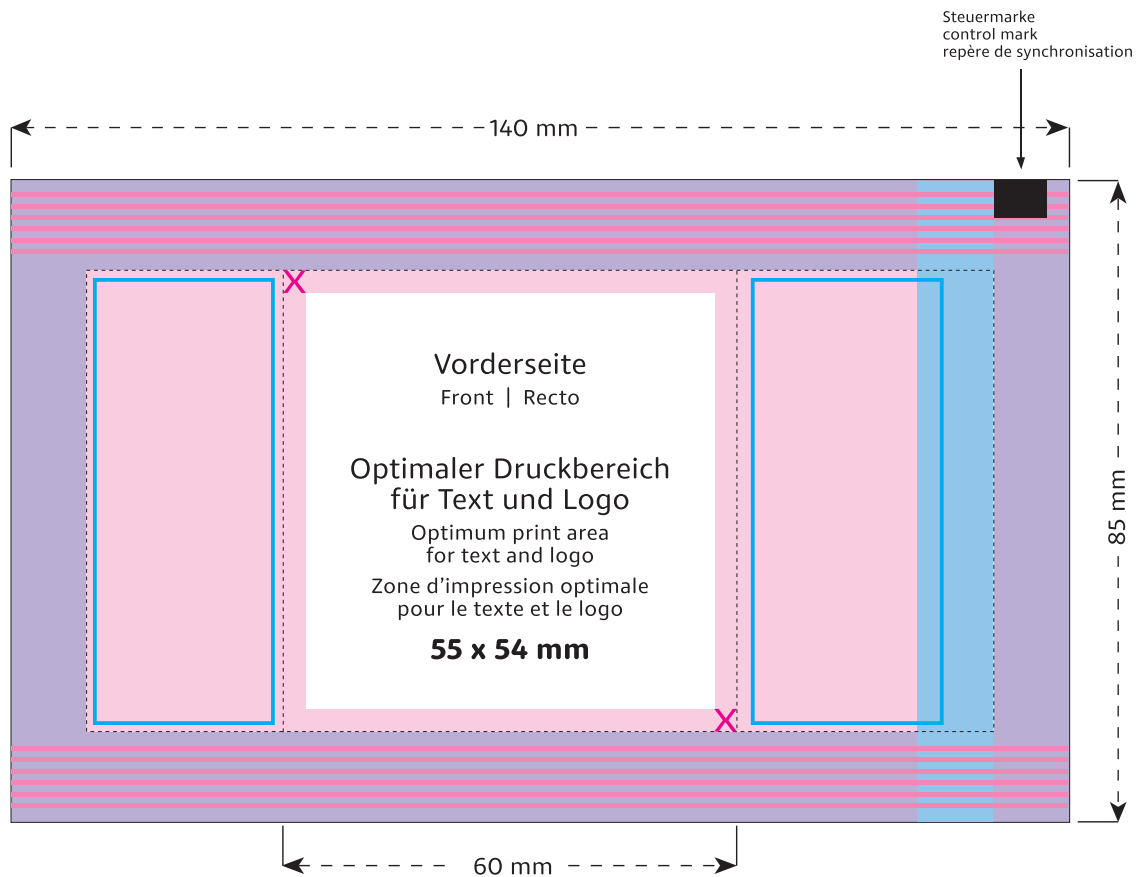 Steuermarke
control mark
repère de synchronisation
140 mm
X
Vorderseite
Front | Recto
Optimaler Druckbereich
für Text und Logo
Optimum print area
for text and logo
Zone d’impression optimale
pour le texte et le logo
55 x 54 mm
X
85 mm
60 mm